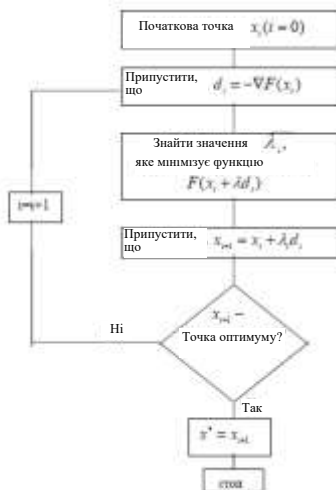 Початкова точка x_i(i = 0)
Припустити,
що d_i = −∇F(x_i)
Знайти значення λ_i,
яке мінімізує функцію
F(x_i + λd_i)
i=i+1
Припустити,
що x_{i+1} = x_i + λ_i d_i
x_{i+1} −
Точка оптимуму?
Ні
Так
x* = x_{i+1}
стоп